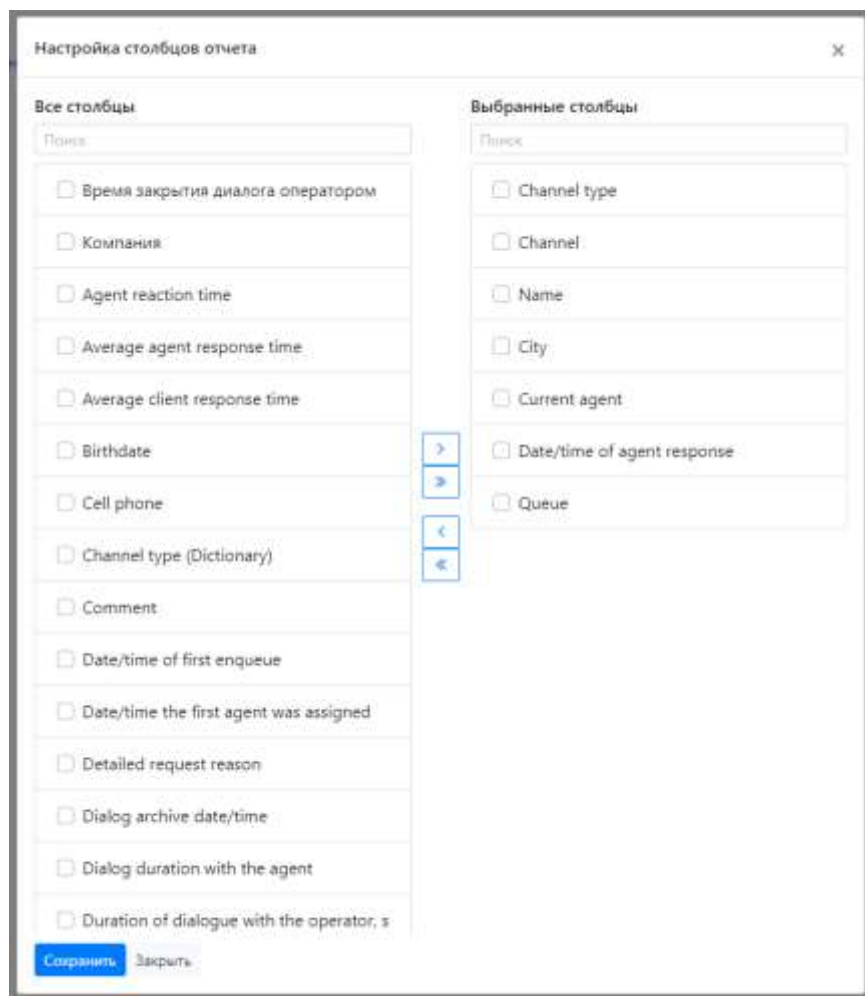 Настройка столбцов отчета
Все столбцы
Поиск
Время закрытия диалога оператором
Компания
Agent reaction time
Average agent response time
Average client response time
Birthdate
Cell phone
Channel type (Dictionary)
Comment
Date/time of first enqueue
Date/time the first agent was assigned
Detailed request reason
Dialog archive date/time
Dialog duration with the agent
Duration of dialogue with the operator, s
Выбранные столбцы
Поиск
Channel type
Channel
Name
City
Current agent
Date/time of agent response
Queue
Сохранить
Закрыть